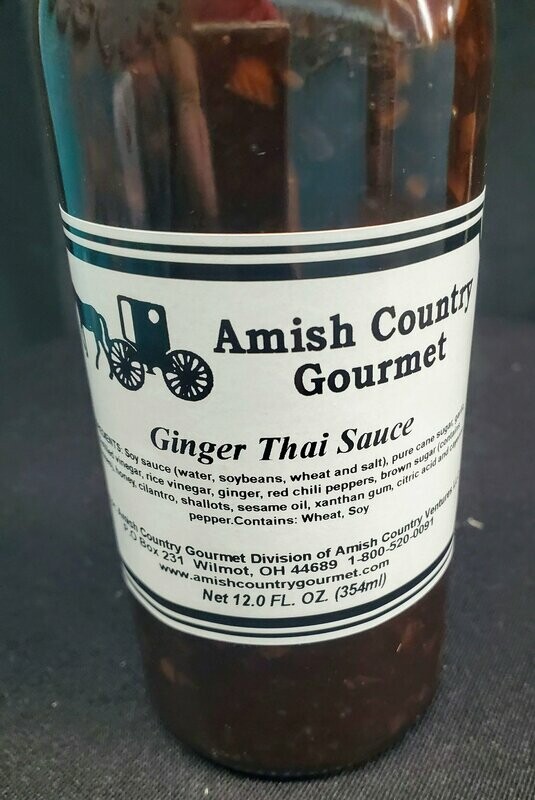 Amish Country
Gourmet
Ginger Thai Sauce
Soy sauce (water, soybeans, wheat and salt), pure cane sugar,
vinegar, rice vinegar, ginger, red chili peppers, brown sugar (contains
honey, cilantro, shallots, sesame oil, xanthan gum, citric acid and
pepper.Contains: Wheat, Soy
Amish Country Gourmet Division of Amish Country Ventures
P.O Box 231 Wilmot, OH 44689 1-800-520-0091
www.amishcountrygourmet.com
Net 12.0 FL. OZ. (354ml)